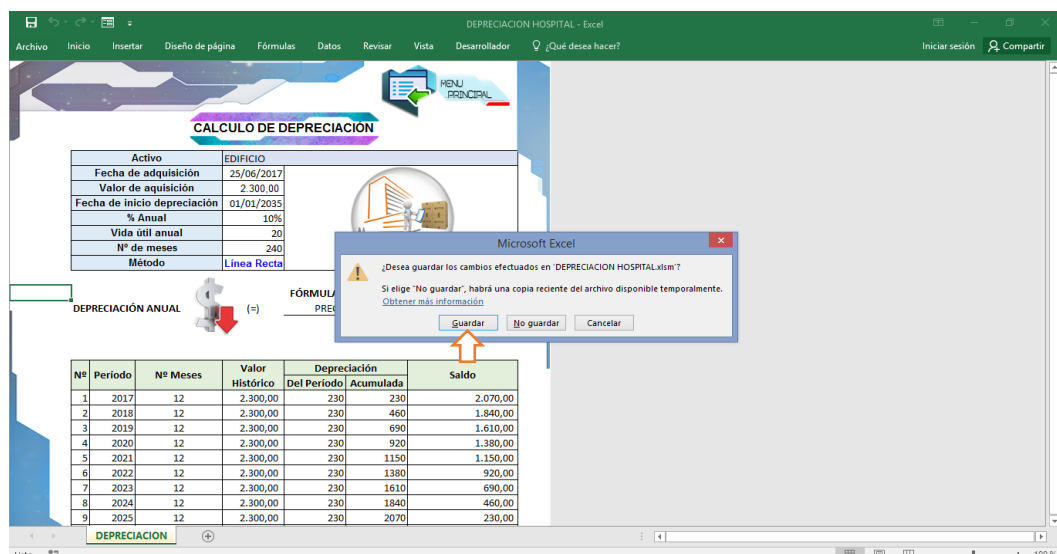 DEPRECIACION HOSPITAL - Excel
Archivo Inicio Insertar Diseño de página Fórmulas Datos Revisar Vista Desarrollador ¿Qué desea hacer? Iniciar sesión Compartir
MENU
PRINCIPAL
CALCULO DE DEPRECIACIÓN
Activo EDIFICIO
Fecha de adquisición 25/06/2017
Valor de aquisición 2.300,00
Fecha de inicio depreciación 01/01/2035
% Anual 10%
Vida útil anual 20
Nº de meses 240
Método Línea Recta
Microsoft Excel
¿Desea guardar los cambios efectuados en 'DEPRECIACION HOSPITAL.xlsm'?
Si elige "No guardar", habrá una copia reciente del archivo disponible temporalmente.
Obtener más información
Guardar No guardar Cancelar
DEPRECIACIÓN ANUAL (=)
Nº Período Nº Meses Valor Histórico Depreciación Saldo
Del Período Acumulada
1 2017 12 2.300,00 230 230 2.070,00
2 2018 12 2.300,00 230 460 1.840,00
3 2019 12 2.300,00 230 690 1.610,00
4 2020 12 2.300,00 230 920 1.380,00
5 2021 12 2.300,00 230 1150 1.150,00
6 2022 12 2.300,00 230 1380 920,00
7 2023 12 2.300,00 230 1610 690,00
8 2024 12 2.300,00 230 1840 460,00
9 2025 12 2.300,00 230 2070 230,00
DEPRECIACION